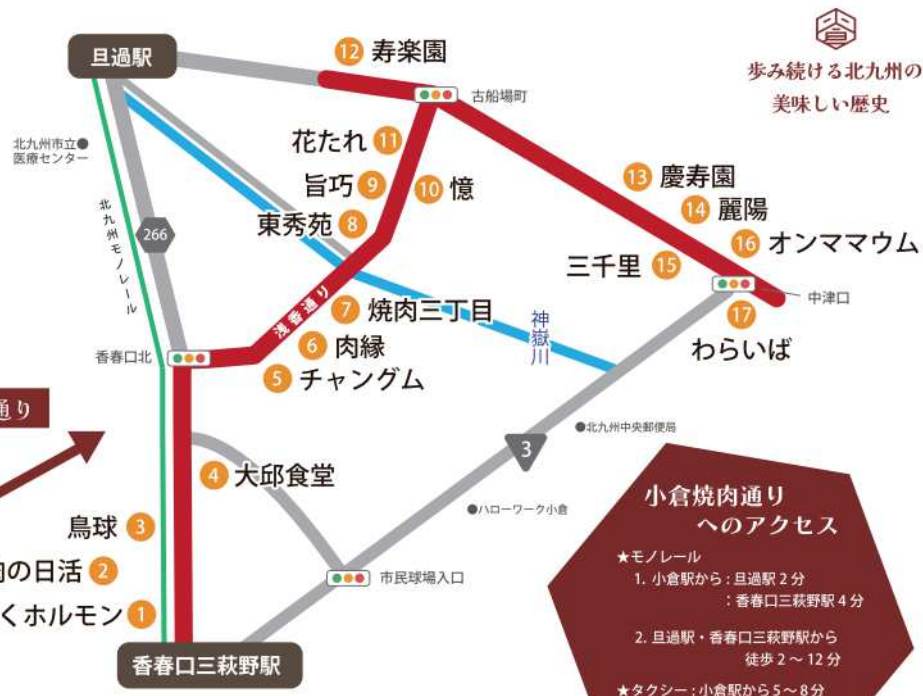 歩み続ける北九州の
美味しい歴史
旦過駅
12 寿楽園
古船場町
北九州市立
医療センター
花たれ 11
旨巧 9
10 憶
東秀苑 8
北九州モノレール
266
13 慶寿園
14 麗陽
16 オンママウム
三千里 15
中津口
17
わらいば
浅香通り
7 焼肉三丁目
6 肉縁
5 チャングム
神嶽川
香春口北
通り
●北九州中央郵便局
3
4 大邱食堂
●ハローワーク小倉
鳥球 3
肉の日活 2
くホルモン 1
市民球場入口
香春口三萩野駅
小倉焼肉通り
へのアクセス
★モノレール
1. 小倉駅から : 旦過駅 2 分
: 香春口三萩野駅 4 分
2. 旦過駅・香春口三萩野駅から
徒歩 2 ～ 12 分
★タクシー : 小倉駅から 5 ～ 8 分